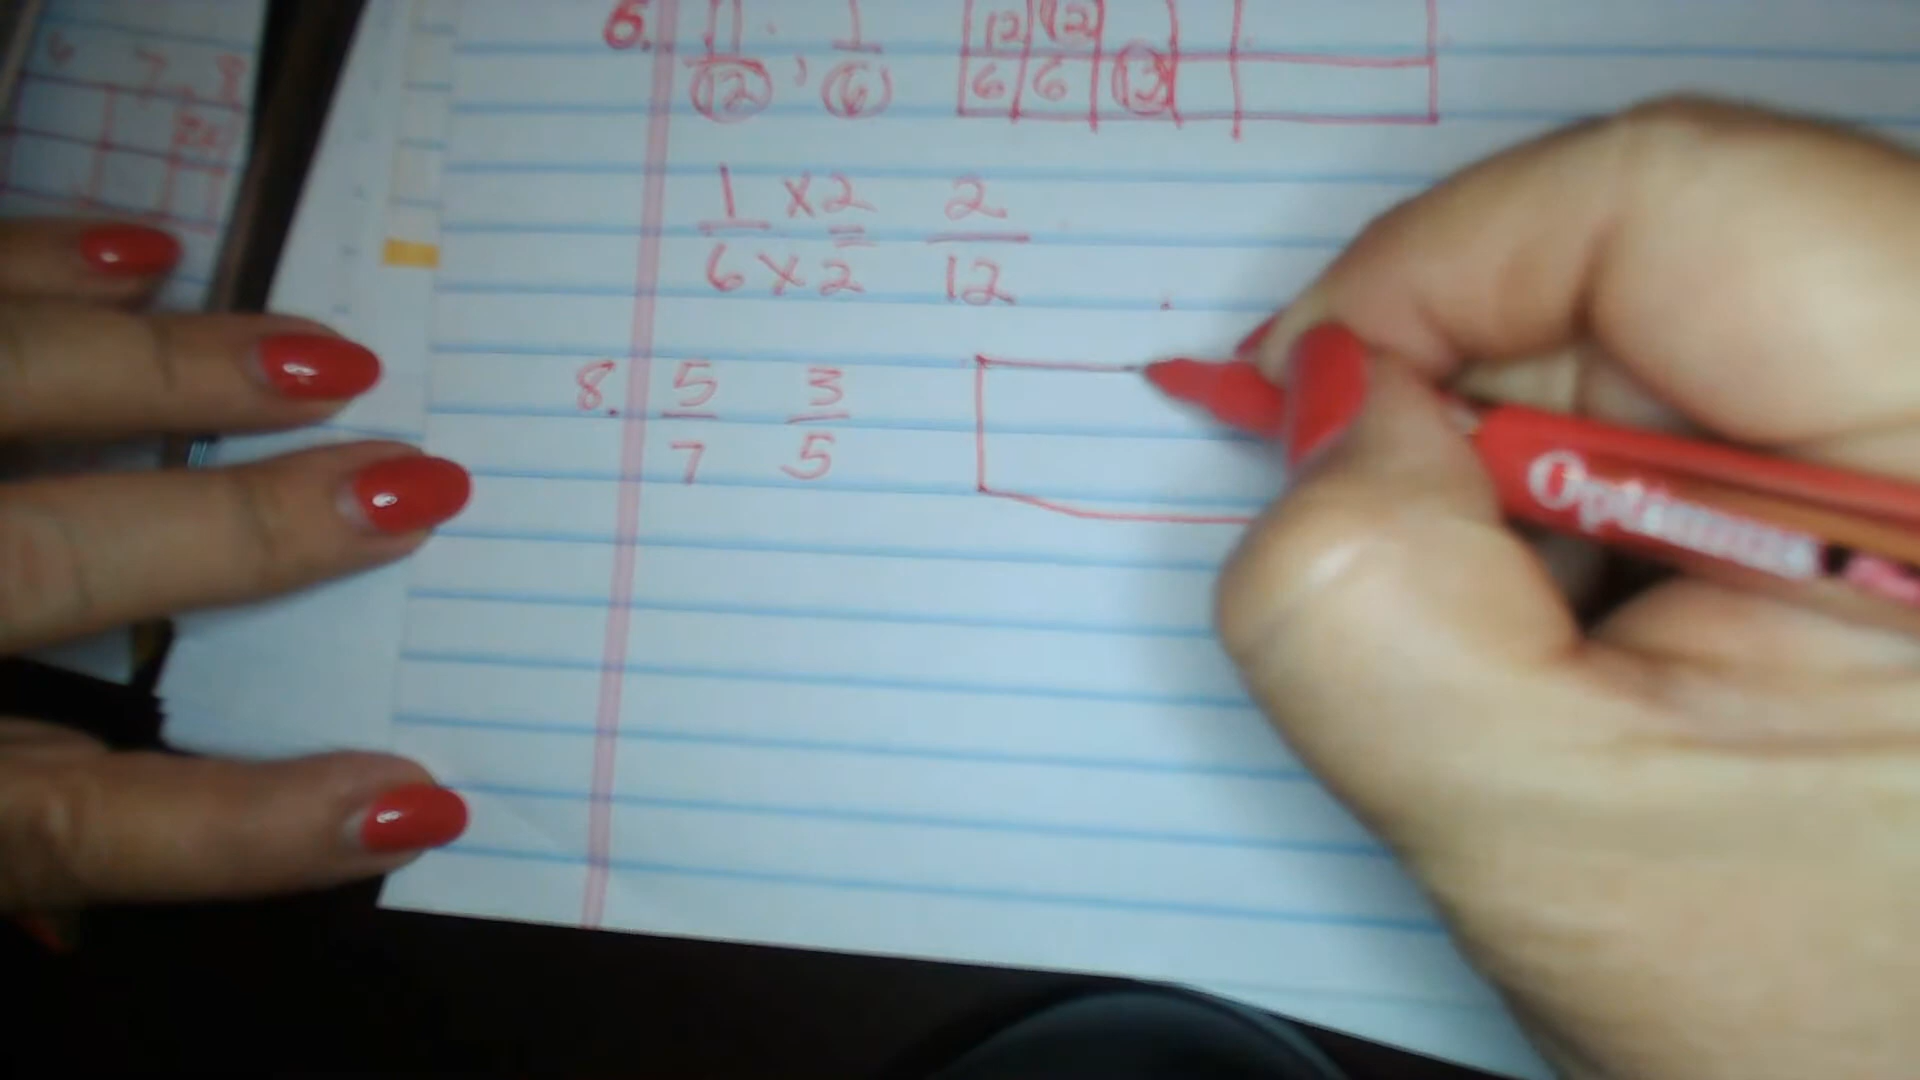 6. 11/12, 1/6
12 12
6 6 12
1/6 x2/x2 = 2/12
8. 5/7 3/5
Optimus